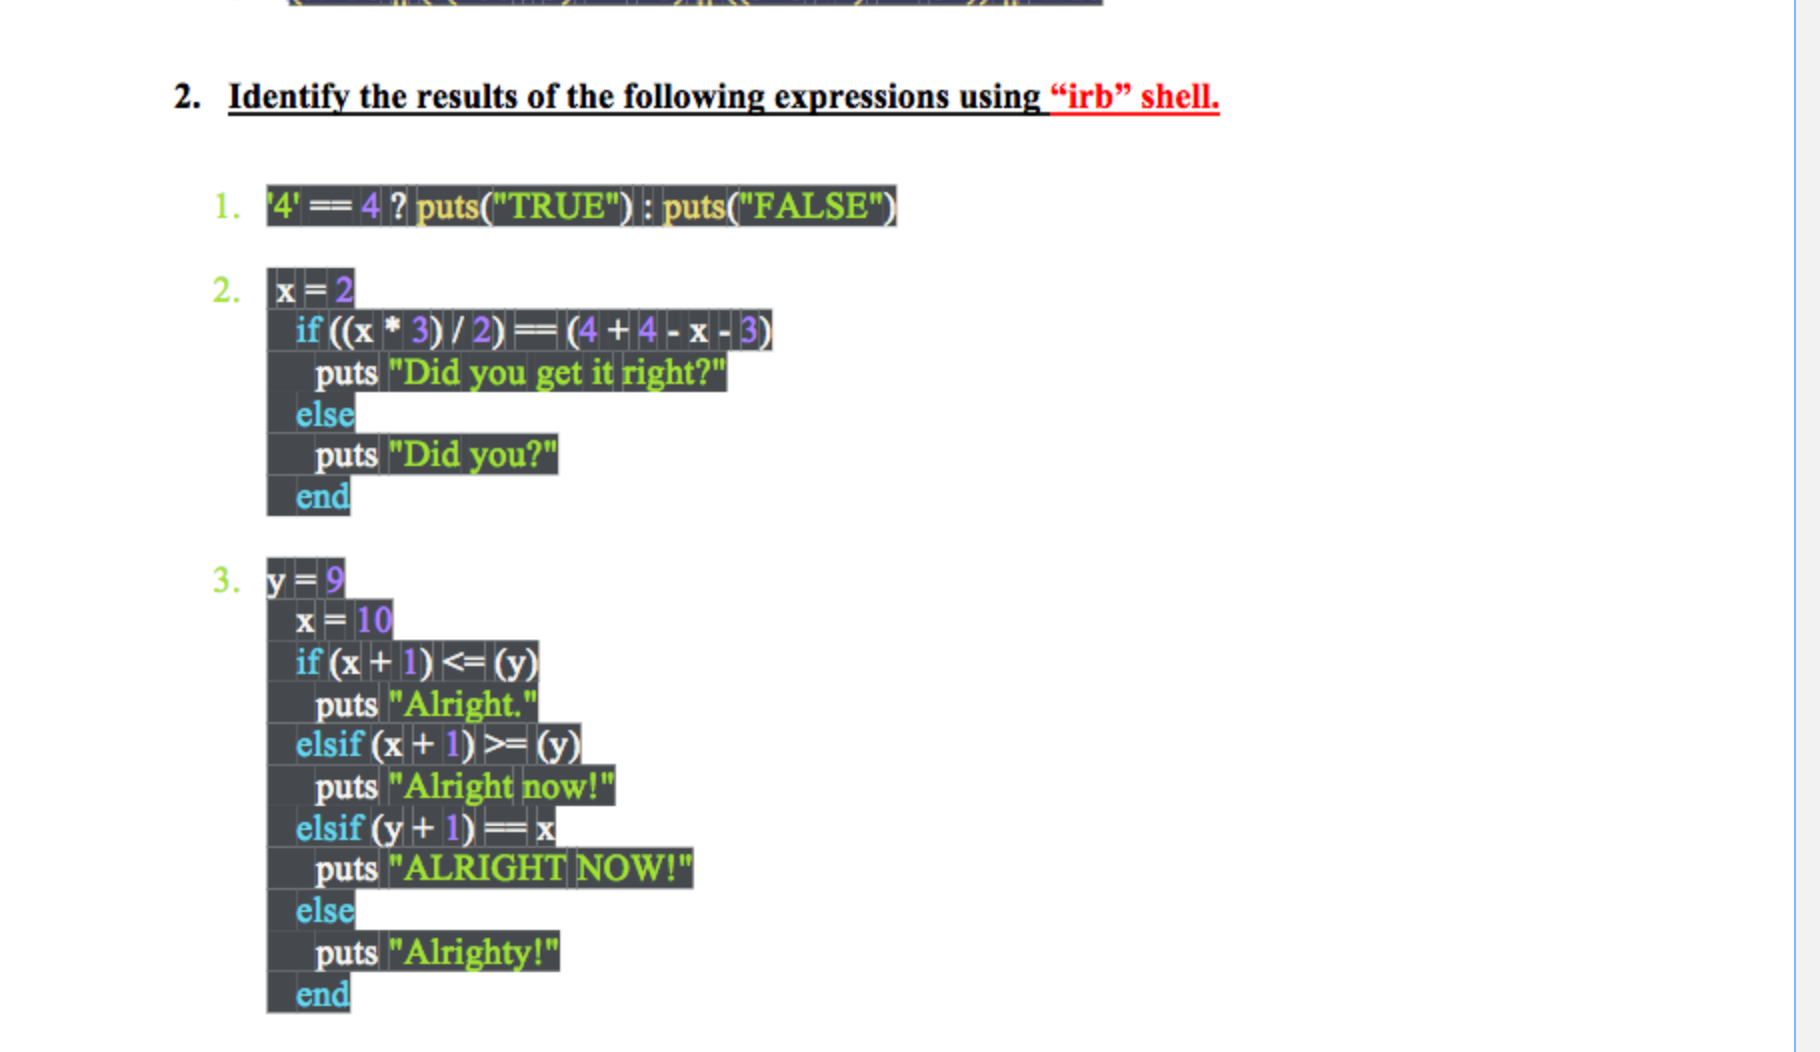 2. Identify the results of the following expressions using “irb” shell.
1. '4' == 4 ? puts("TRUE") : puts("FALSE")
2. x = 2
if ((x * 3) / 2) == (4 + 4 - x - 3)
puts "Did you get it right?"
else
puts "Did you?"
end
3. y = 9
x = 10
if (x + 1) <= (y)
puts "Alright."
elsif (x + 1) >= (y)
puts "Alright now!"
elsif (y + 1) == x
puts "ALRIGHT NOW!"
else
puts "Alrighty!"
end